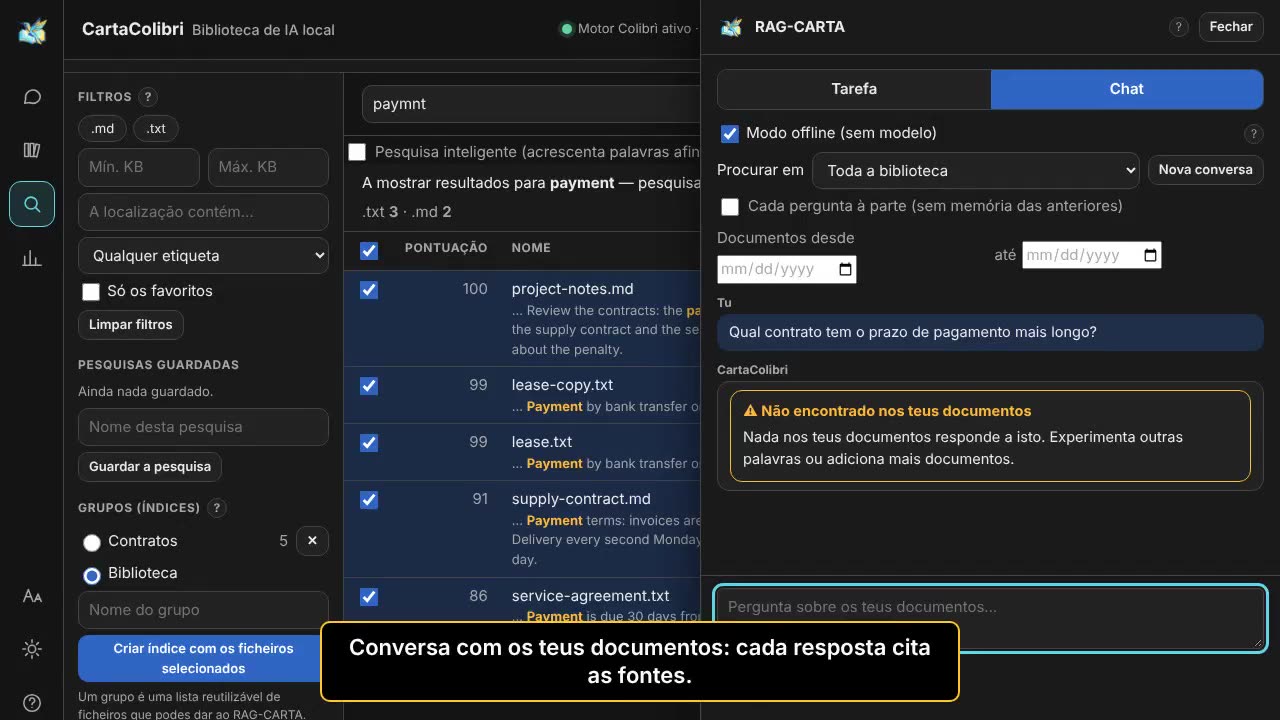 CartaColibri Biblioteca de IA local
Motor Colibri ativo ·
FILTROS ?
.md .txt
Mín. KB Máx. KB
A localização contém…
Qualquer etiqueta
Só os favoritos
Limpar filtros
PESQUISAS GUARDADAS
Ainda nada guardado.
Nome desta pesquisa
Guardar a pesquisa
GRUPOS (ÍNDICES) ?
Contratos 5 ✕
Biblioteca
Nome do grupo
Criar índice com os ficheiros
selecionados
Um grupo é uma lista reutilizável de
ficheiros que podes dar ao RAG-CARTA.
paymnt
Pesquisa inteligente (acrescenta palavras afin
A mostrar resultados para payment — pesquisa
.txt 3 · .md 2
PONTUAÇÃO NOME
100 project-notes.md
… Review the contracts: the pa
the supply contract and the se
about the penalty.
99 lease-copy.txt
… Payment by bank transfer o
99 lease.txt
… Payment by bank transfer o
91 supply-contract.md
… Payment terms: invoices are
Delivery every second Monday
day.
86 service-agreement.txt
… Payment is due 30 days fro
RAG-CARTA ? Fechar
Tarefa Chat
Modo offline (sem modelo) ?
Procurar em Toda a biblioteca Nova conversa
Cada pergunta à parte (sem memória das anteriores)
Documentos desde
mm/dd/yyyy até mm/dd/yyyy
Tu
Qual contrato tem o prazo de pagamento mais longo?
CartaColibri
⚠ Não encontrado nos teus documentos
Nada nos teus documentos responde a isto. Experimenta outras
palavras ou adiciona mais documentos.
Pergunta sobre os teus documentos…
Conversa com os teus documentos: cada resposta cita
as fontes.
AA
?